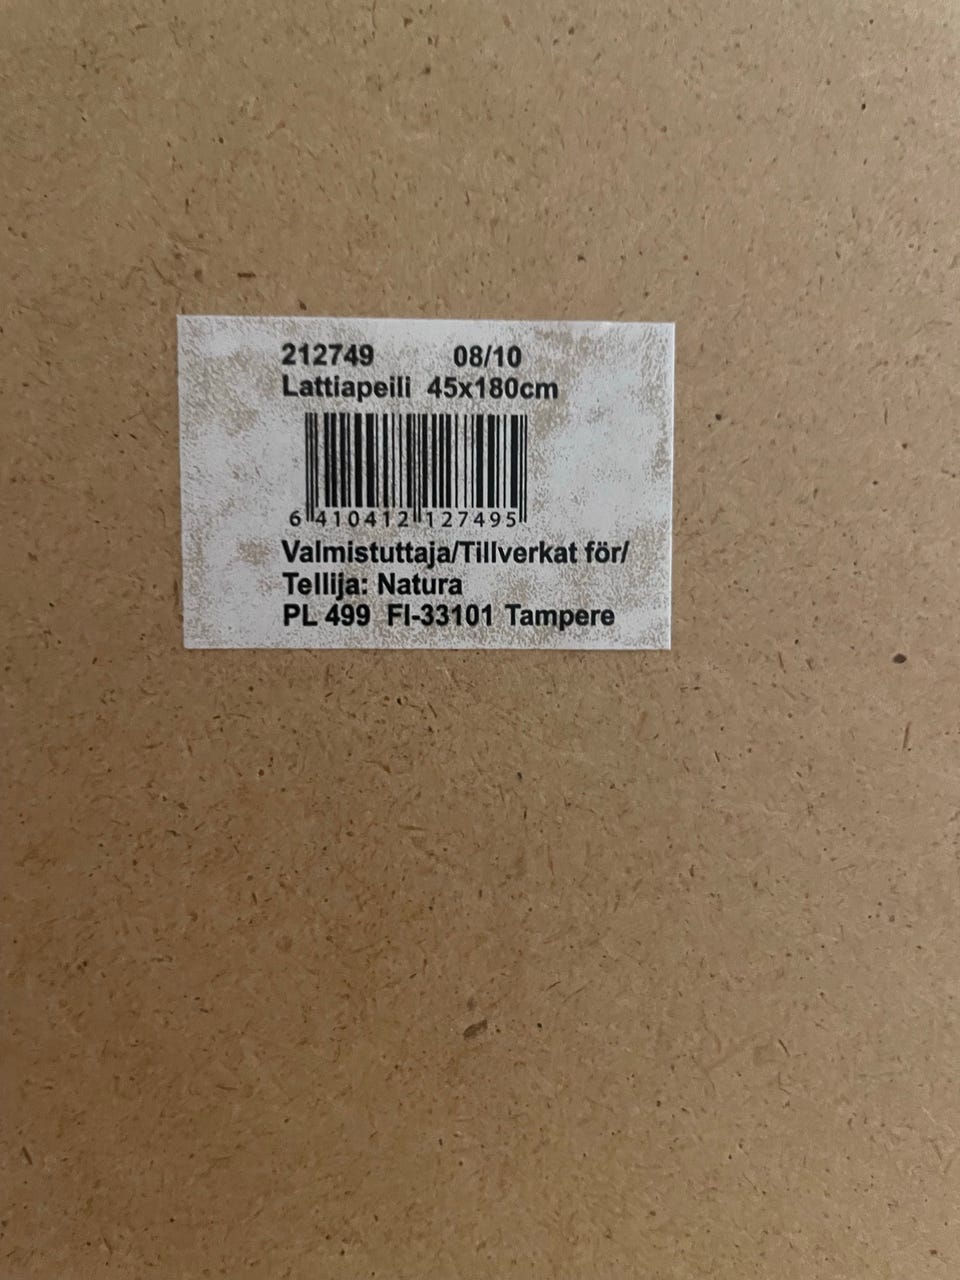 212749 08/10
Lattiapeili 45x180cm
6 410412 127495
Valmistuttaja/Tillverkat för/
Tellija: Natura
PL 499 FI-33101 Tampere